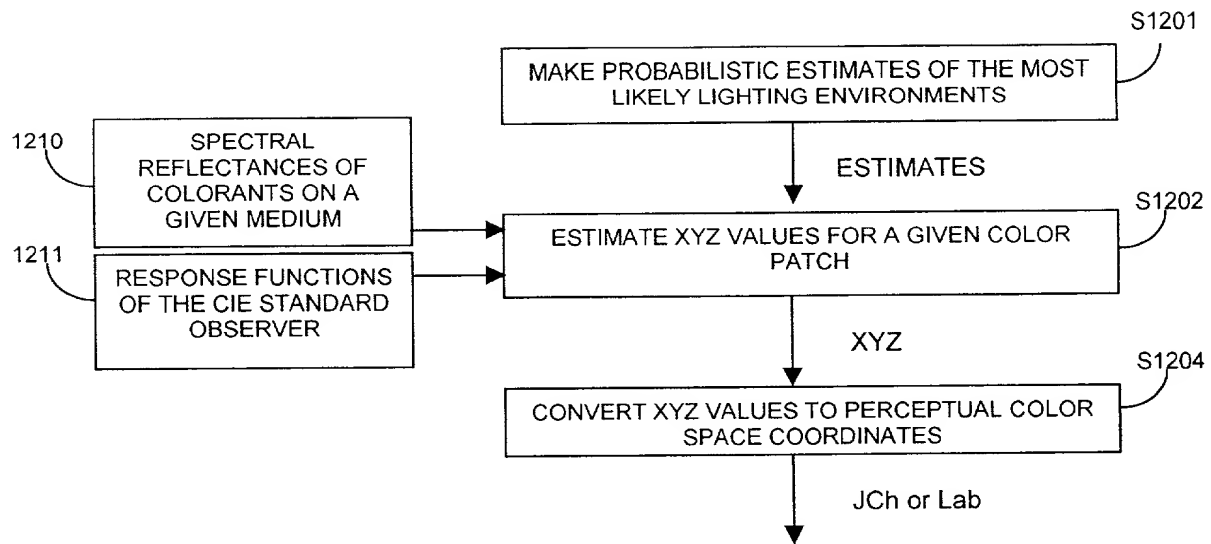 S1201
MAKE PROBABILISTIC ESTIMATES OF THE MOST
LIKELY LIGHTING ENVIRONMENTS
1210
SPECTRAL
REFLECTANCES OF
COLORANTS ON A
GIVEN MEDIUM
ESTIMATES
S1202
ESTIMATE XYZ VALUES FOR A GIVEN COLOR
PATCH
1211
RESPONSE FUNCTIONS
OF THE CIE STANDARD
OBSERVER
XYZ
S1204
CONVERT XYZ VALUES TO PERCEPTUAL COLOR
SPACE COORDINATES
JCh or Lab